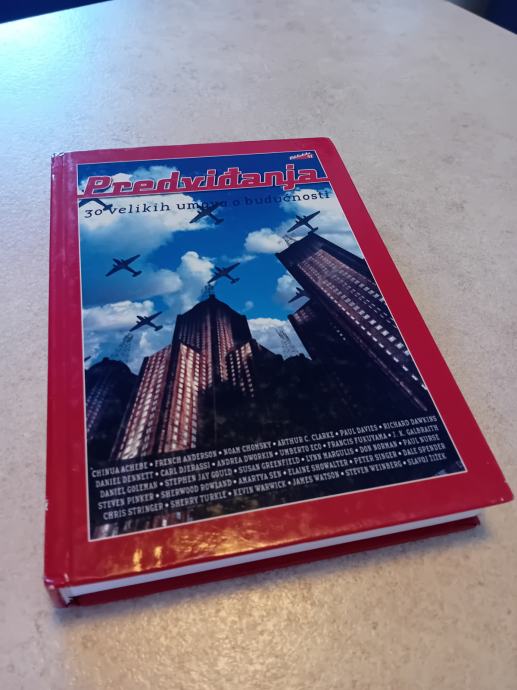 Predviđanja
30 velikih umova o budućnosti
CHINUA ACHEBE • FRENCH ANDERSON • NOAM CHOMSKY • ARTHUR C. CLARKE • PAUL DAVIES • RICHARD DAWKINS
DANIEL DENNETT • CARL DJERASSI • ANDREA DWORKIN • UMBERTO ECO • FRANCIS FUKUYAMA • J. K. GALBRAITH
DANIEL GOLEMAN • STEPHEN JAY GOULD • SUSAN GREENFIELD • LYNN MARGULIS • DON NORMAN • PAUL NURSE
STEVEN PINKER • SHERWOOD ROWLAND • AMARTYA SEN • ELAINE SHOWALTER • PETER SINGER • DALE SPENDER
CHRIS STRINGER • SHERRY TURKLE • KEVIN WARWICK • JAMES WATSON • STEVEN WEINBERG • SLAVOJ ŽIŽEK